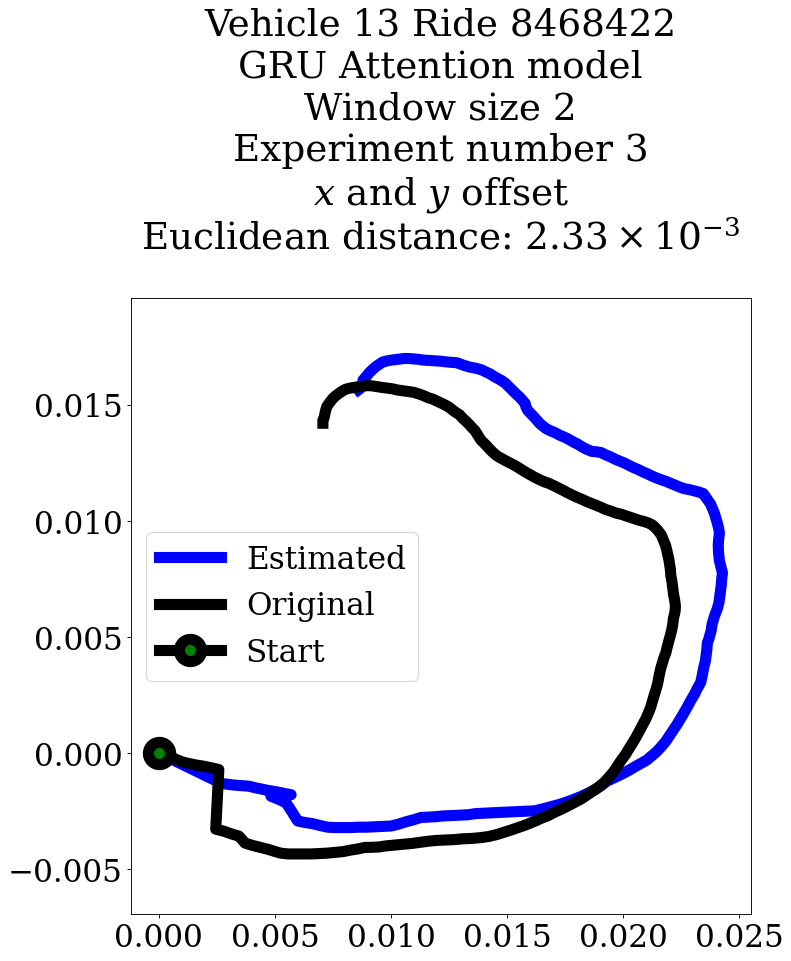 Vehicle 13 Ride 8468422
GRU Attention model
Window size 2
Experiment number 3
x and y offset
Euclidean distance: 2.33 × 10⁻³
0.015
0.010
0.005
0.000
−0.005
Estimated
Original
Start
0.000 0.005 0.010 0.015 0.020 0.025